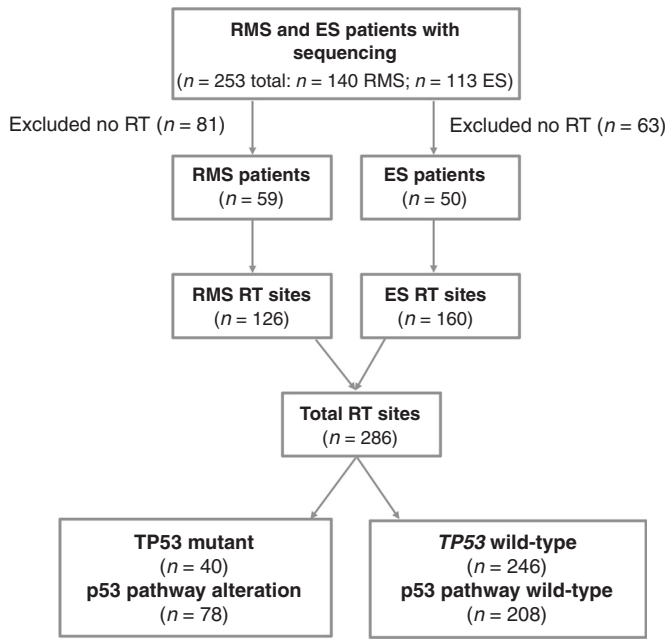 RMS and ES patients with
sequencing
(n = 253 total: n = 140 RMS; n = 113 ES)
Excluded no RT (n = 81)
Excluded no RT (n = 63)
RMS patients
(n = 59)
ES patients
(n = 50)
RMS RT sites
(n = 126)
ES RT sites
(n = 160)
Total RT sites
(n = 286)
TP53 mutant
(n = 40)
p53 pathway alteration
(n = 78)
TP53 wild-type
(n = 246)
p53 pathway wild-type
(n = 208)